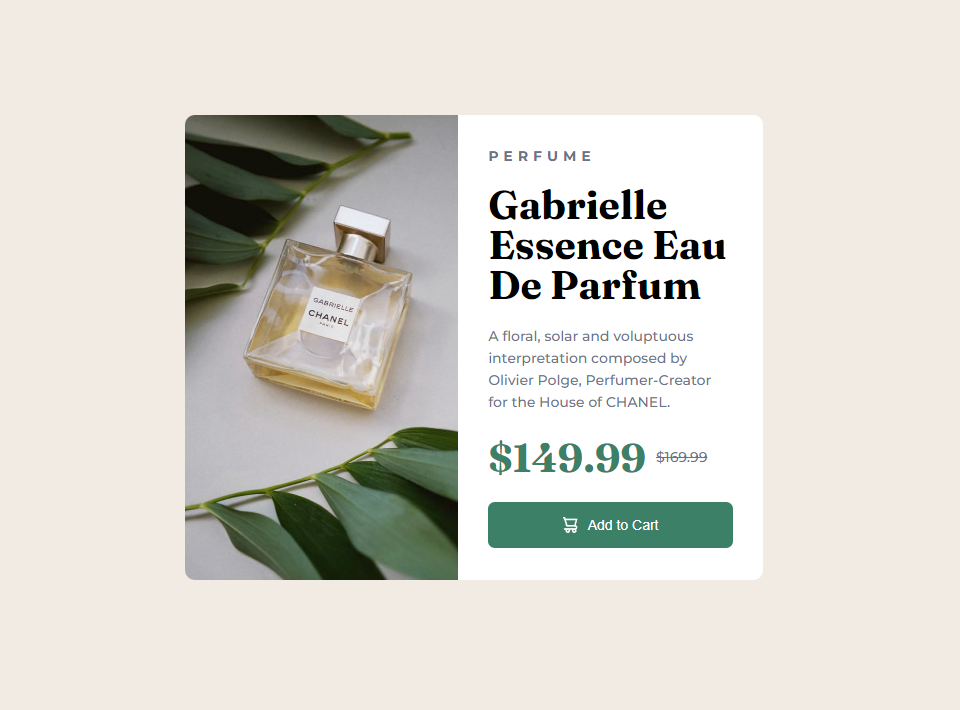 GABRIELLE
CHANEL
PARIS
PERFUME
Gabrielle
Essence Eau
De Parfum
A floral, solar and voluptuous
interpretation composed by
Olivier Polge, Perfumer-Creator
for the House of CHANEL.
$149.99 $169.99
Add to Cart